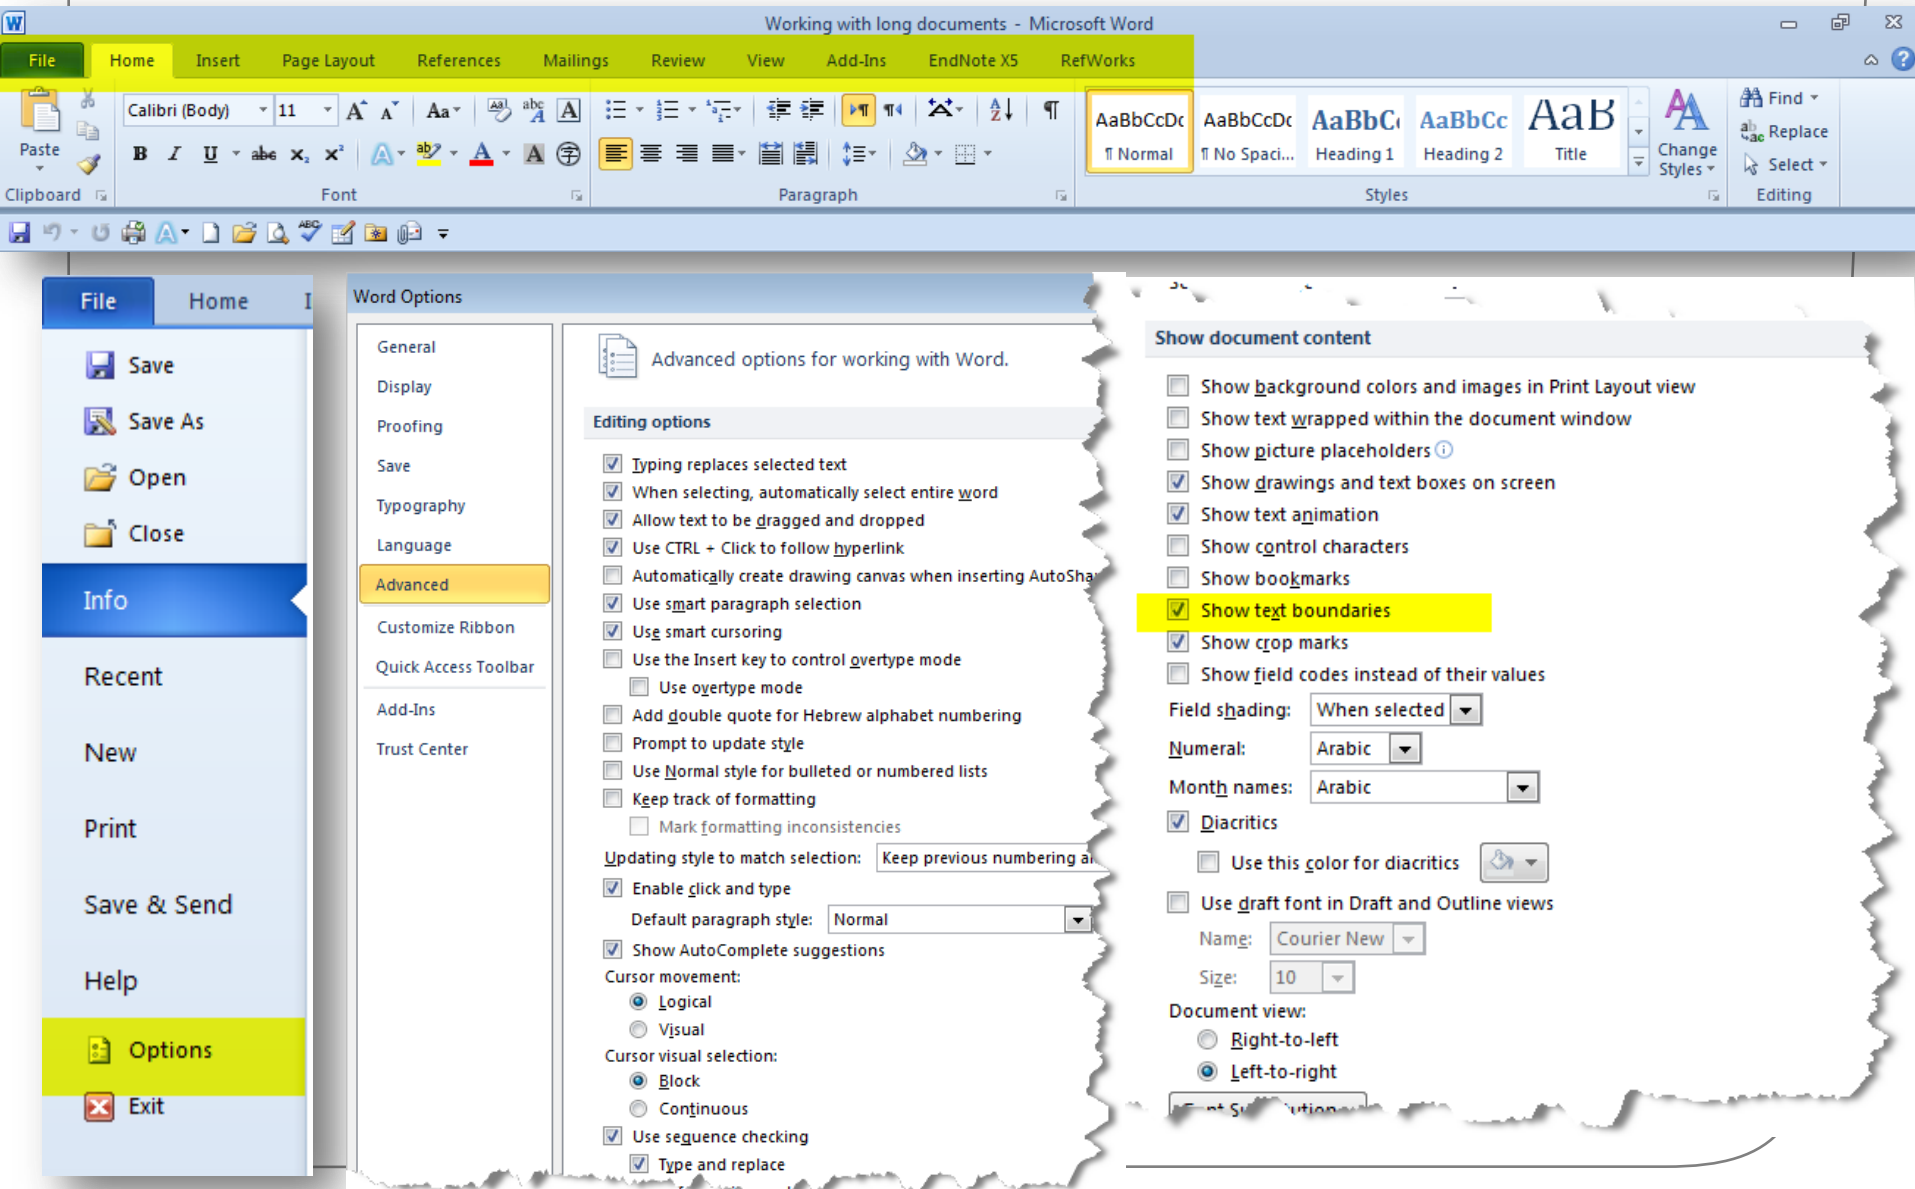 Working with long documents - Microsoft Word
File Home Insert Page Layout References Mailings Review View Add-Ins EndNote X5 RefWorks
Paste
Clipboard
Calibri (Body) 11
Font
Paragraph
AaBbCcDc AaBbCcDc AaBbC AaBbCc AaB
¶ Normal ¶ No Spaci... Heading 1 Heading 2 Title
Change Styles
Styles
Find
Replace
Select
Editing
File Home I
Save
Save As
Open
Close
Info
Recent
New
Print
Save & Send
Help
Options
Exit
Word Options
General
Display
Proofing
Save
Typography
Language
Advanced
Customize Ribbon
Quick Access Toolbar
Add-Ins
Trust Center
Advanced options for working with Word.
Editing options
Typing replaces selected text
When selecting, automatically select entire word
Allow text to be dragged and dropped
Use CTRL + Click to follow hyperlink
Automatically create drawing canvas when inserting AutoSha
Use smart paragraph selection
Use smart cursoring
Use the Insert key to control overtype mode
Use overtype mode
Add double quote for Hebrew alphabet numbering
Prompt to update style
Use Normal style for bulleted or numbered lists
Keep track of formatting
Mark formatting inconsistencies
Updating style to match selection: Keep previous numbering a
Enable click and type
Default paragraph style: Normal
Show AutoComplete suggestions
Cursor movement:
Logical
Visual
Cursor visual selection:
Block
Continuous
Use sequence checking
Type and replace
Show document content
Show background colors and images in Print Layout view
Show text wrapped within the document window
Show picture placeholders
Show drawings and text boxes on screen
Show text animation
Show control characters
Show bookmarks
Show text boundaries
Show crop marks
Show field codes instead of their values
Field shading: When selected
Numeral: Arabic
Month names: Arabic
Diacritics
Use this color for diacritics
Use draft font in Draft and Outline views
Name: Courier New
Size: 10
Document view:
Right-to-left
Left-to-right